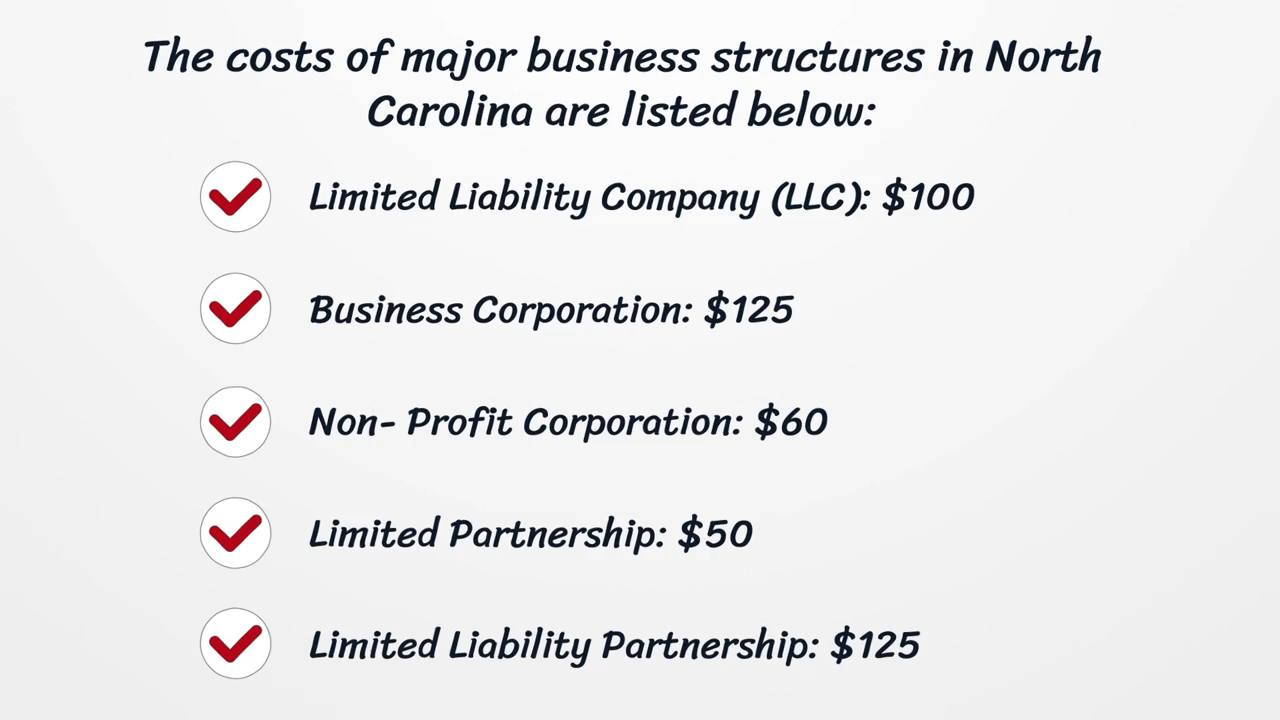 The costs of major business structures in North
Carolina are listed below:
Limited Liability Company (LLC): $100
Business Corporation: $125
Non- Profit Corporation: $60
Limited Partnership: $50
Limited Liability Partnership: $125